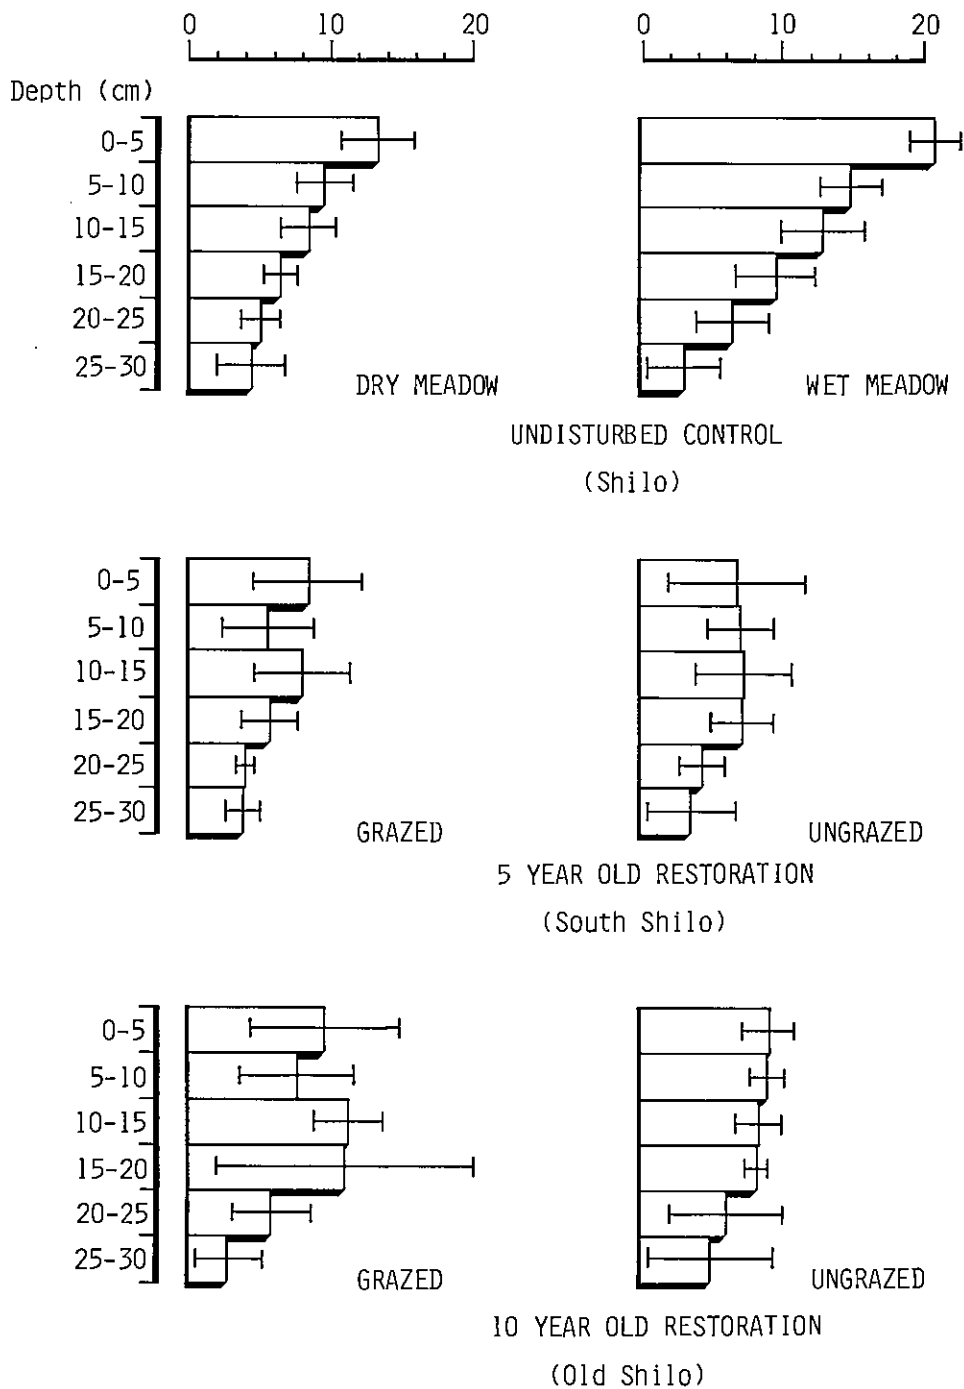 0 10 20 0 10 20
Depth (cm)
0-5
5-10
10-15
15-20
20-25
25-30
DRY MEADOW WET MEADOW
UNDISTURBED CONTROL
(Shilo)
0-5
5-10
10-15
15-20
20-25
25-30
GRAZED UNGRAZED
5 YEAR OLD RESTORATION
(South Shilo)
0-5
5-10
10-15
15-20
20-25
25-30
GRAZED UNGRAZED
10 YEAR OLD RESTORATION
(Old Shilo)